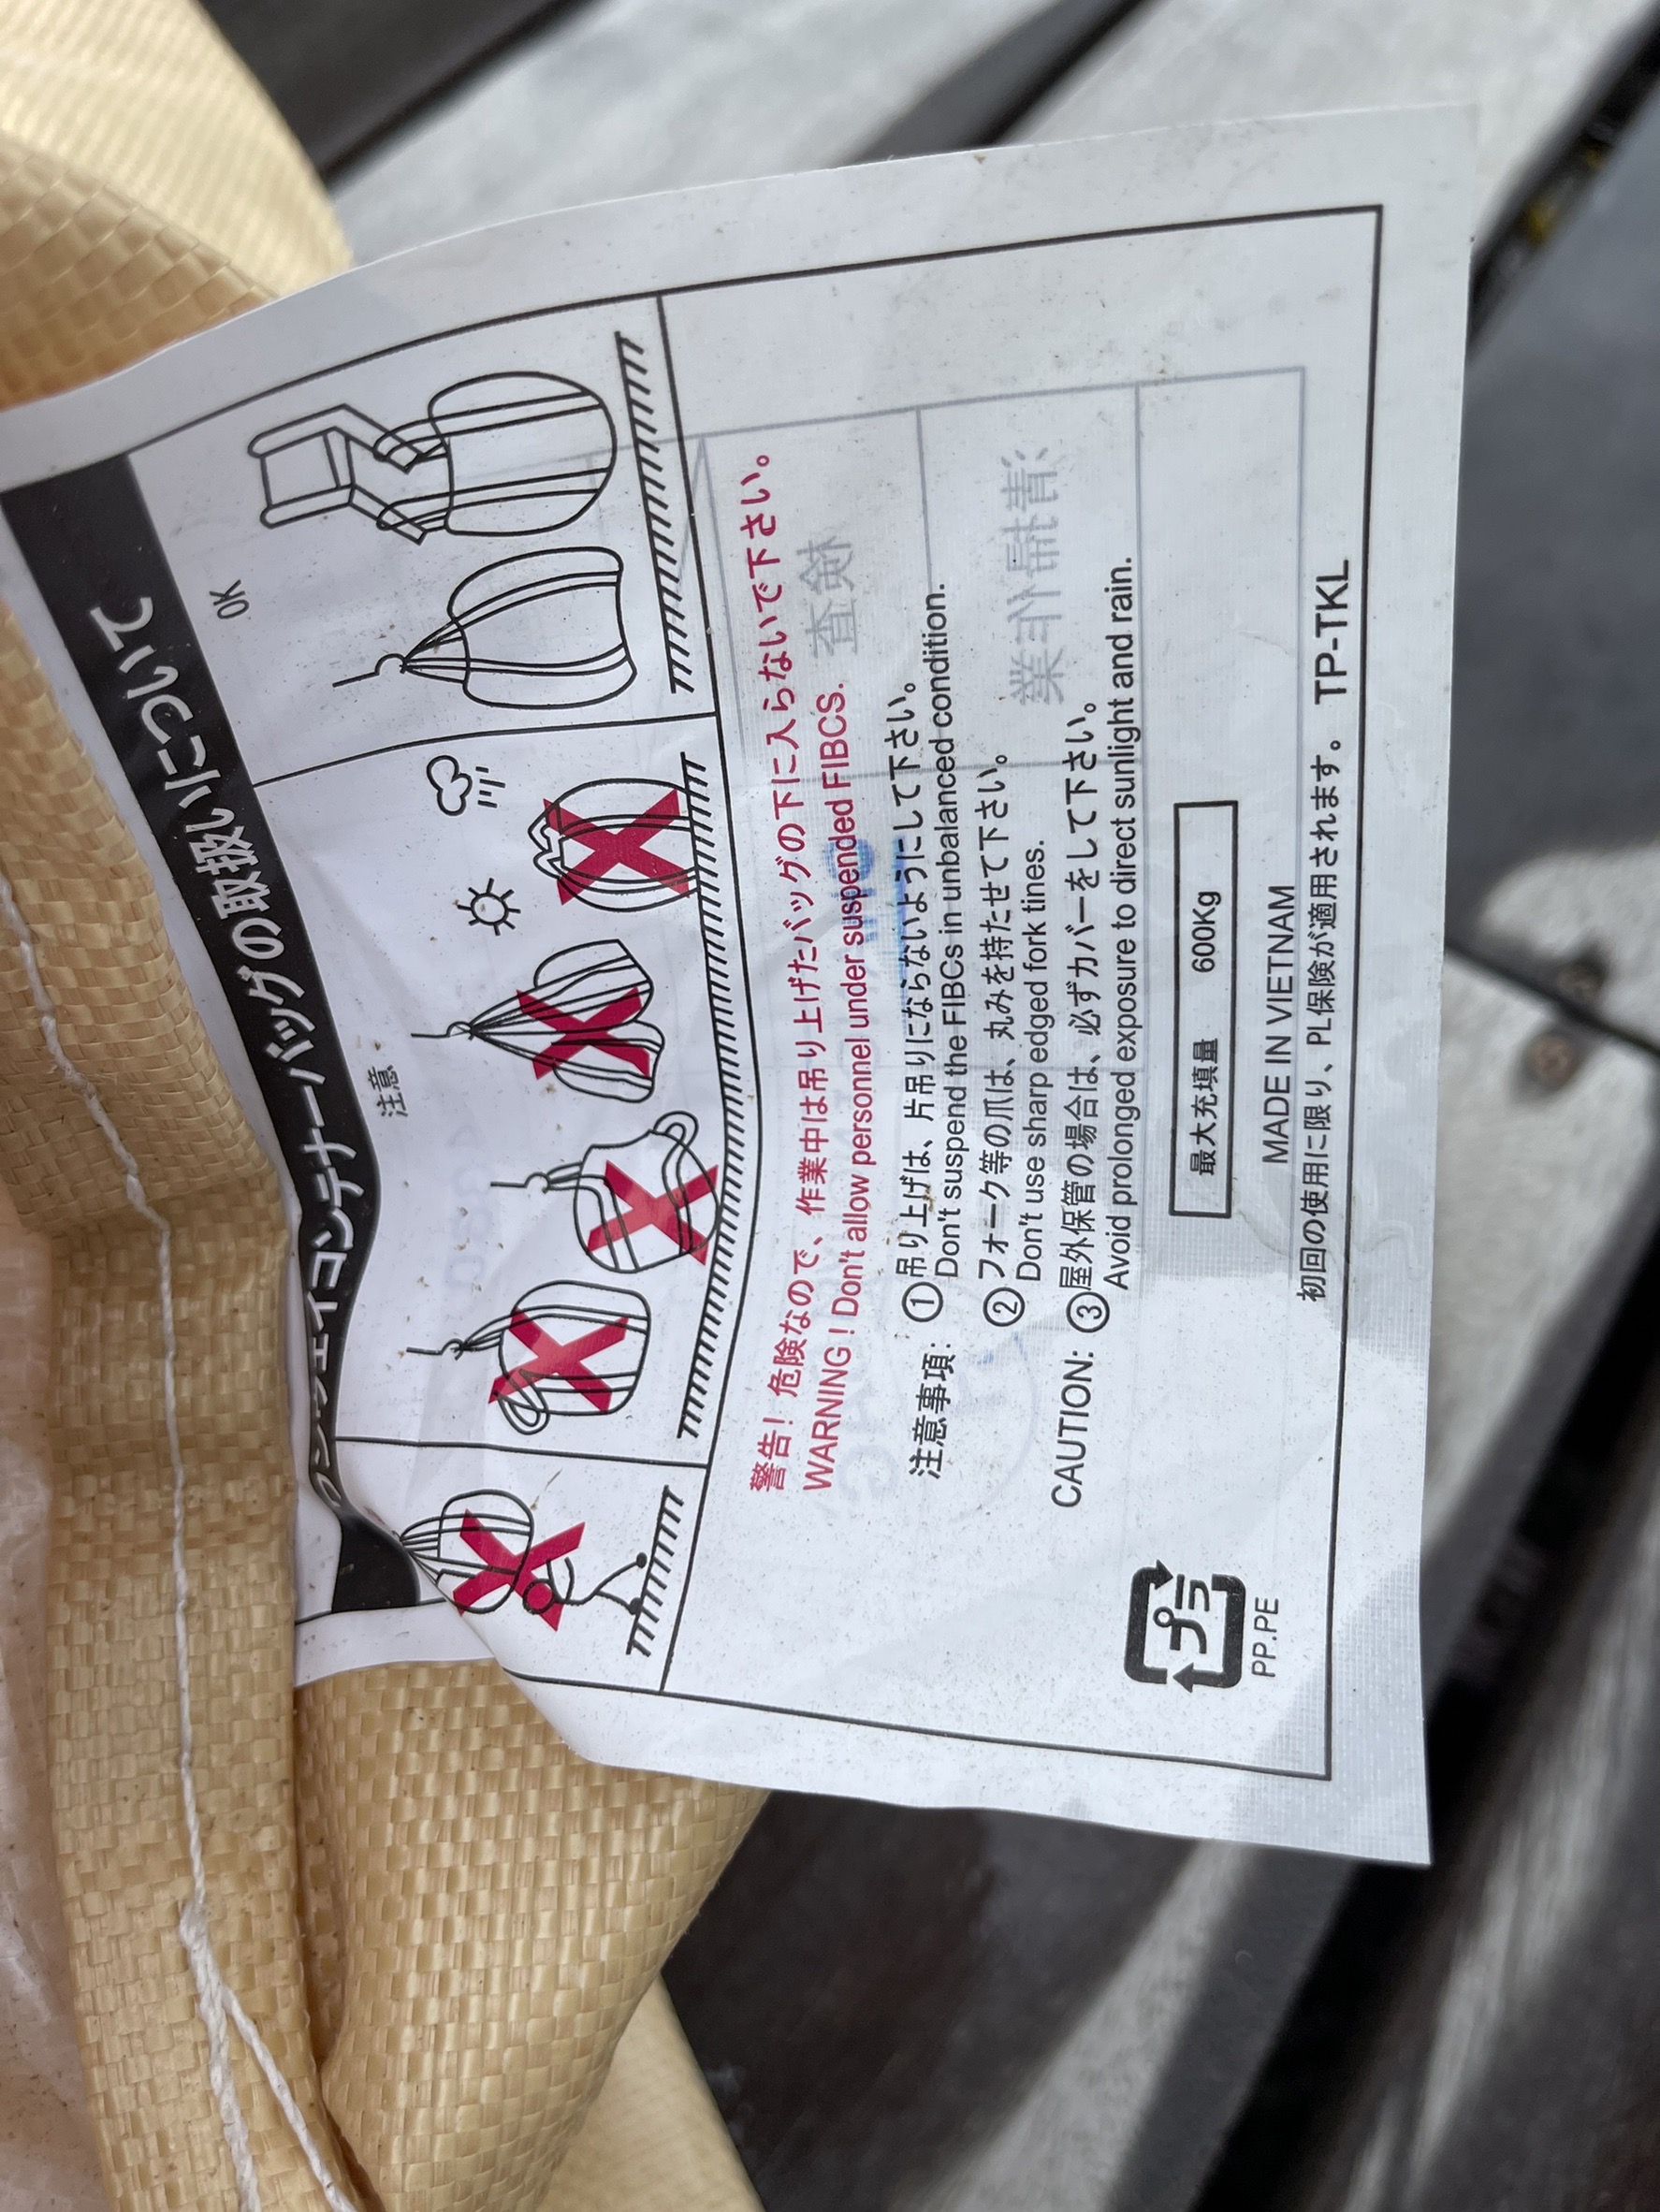 ンウェイコンテナーバッグの取扱いについて
注意
OK
警告！危険なので、作業中は吊り上げたバッグの下に入らないで下さい。
WARNING ! Don't allow personnel under suspended FIBCS.
注意事項: ①吊り上げは、片吊りにならないようにして下さい。
Don't suspend the FIBCs in unbalanced condition.
②フォーク等の爪は、丸みを持たせて下さい。
Don't use sharp edged fork tines.
CAUTION: ③屋外保管の場合は、必ずカバーをして下さい。
Avoid prolonged exposure to direct sunlight and rain.
最大充填量 600Kg
プラ
PP.PE
MADE IN VIETNAM
初回の使用に限り、PL保険が適用されます。 TP-TKL